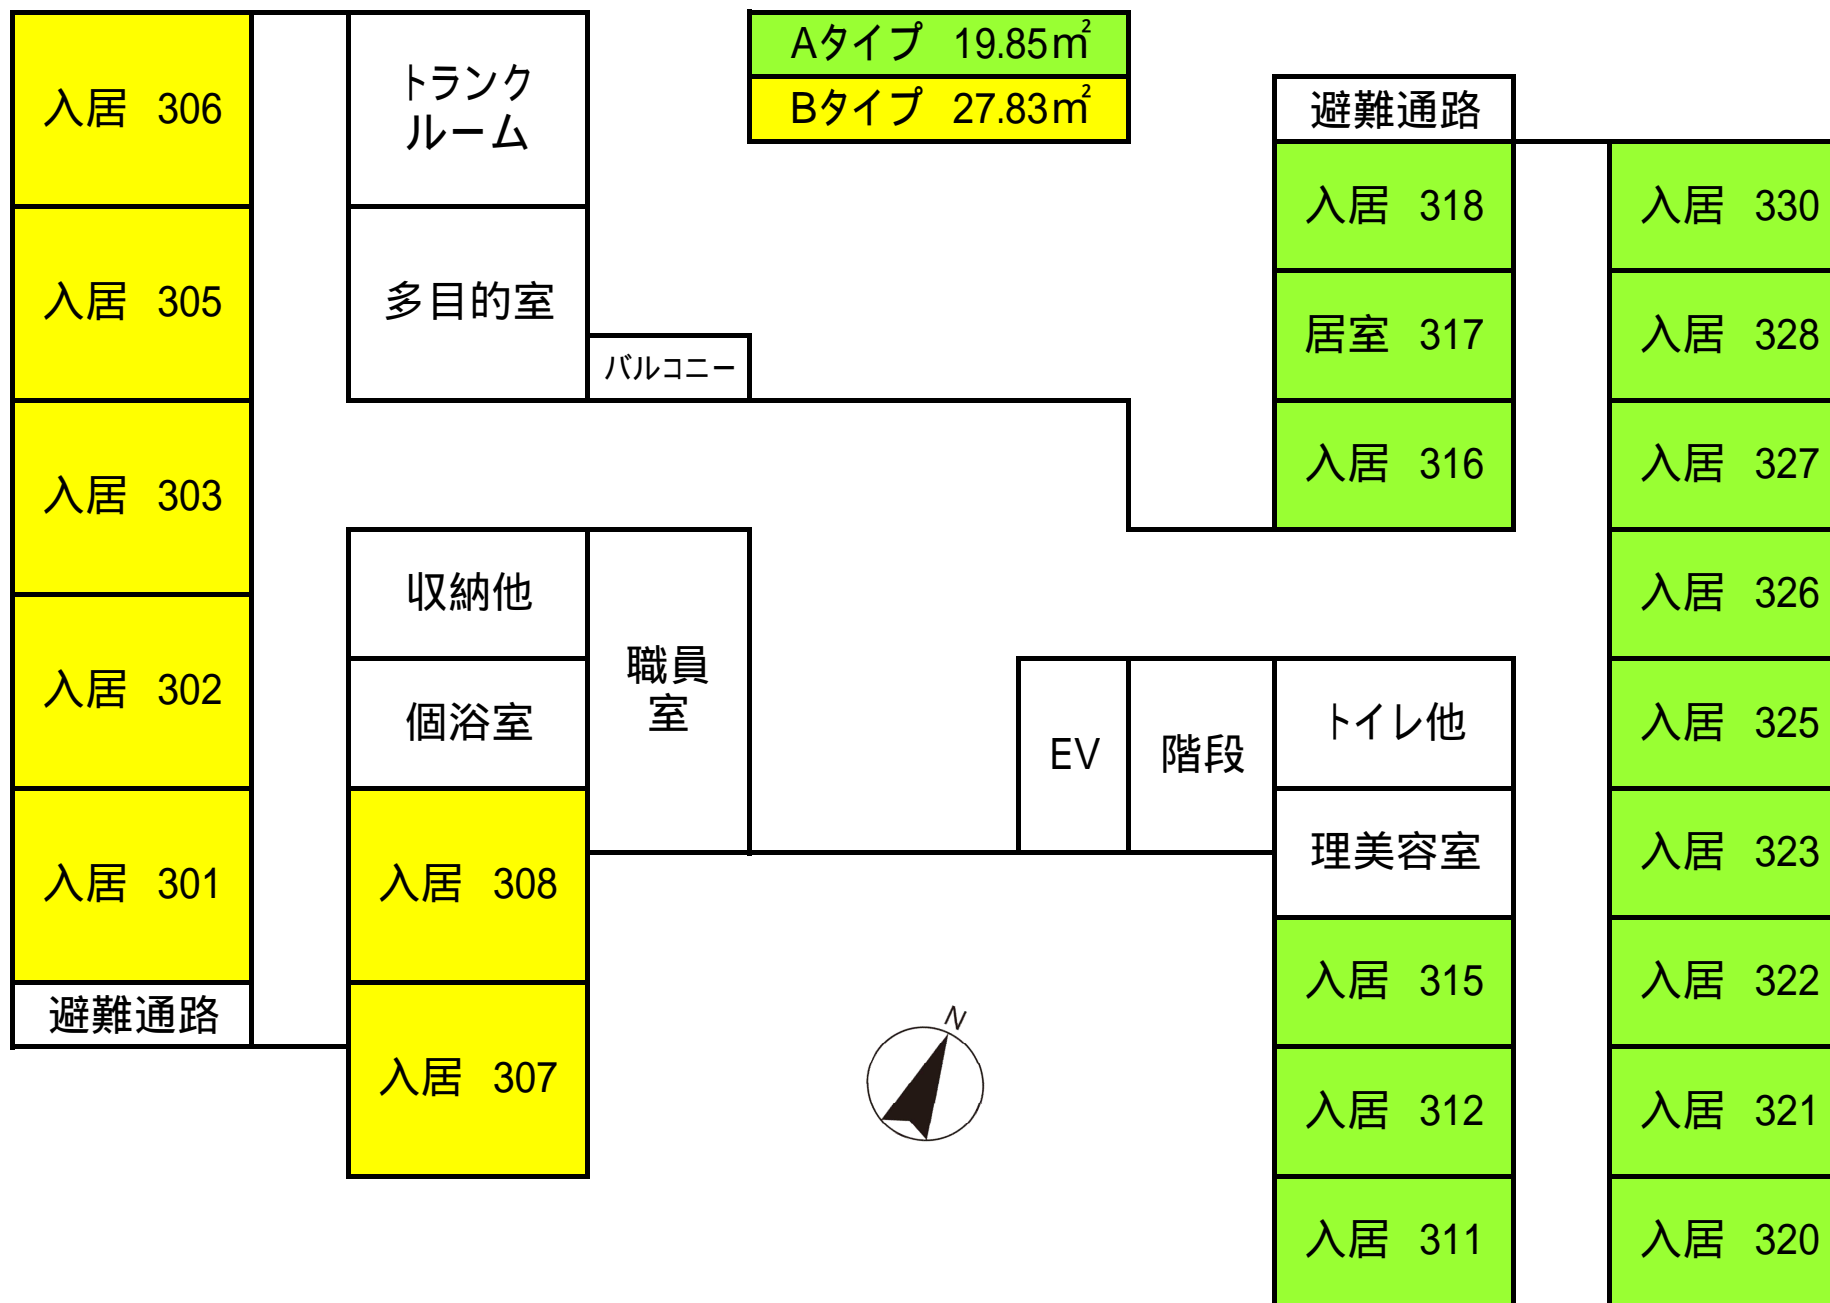 Aタイプ 19.85㎡
Bタイプ 27.83㎡
入居 306
トランク
ルーム
避難通路
入居 318
入居 330
入居 305
多目的室
バルコニー
居室 317
入居 328
入居 303
入居 316
入居 327
収納他
職員
室
入居 326
入居 302
個浴室
EV
階段
トイレ他
入居 325
入居 301
入居 308
理美容室
入居 323
避難通路
入居 315
入居 322
N
入居 307
入居 312
入居 321
入居 311
入居 320